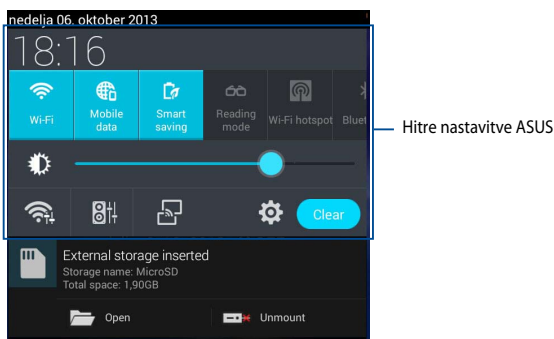 nedelja 06. oktober 2013
18:16
Wi-Fi
Mobile data
Smart saving
Reading mode
Wi-Fi hotspot
Bluet
Hitre nastavitve ASUS
Clear
External storage inserted
Storage name: MicroSD
Total space: 1,90GB
Open
Unmount